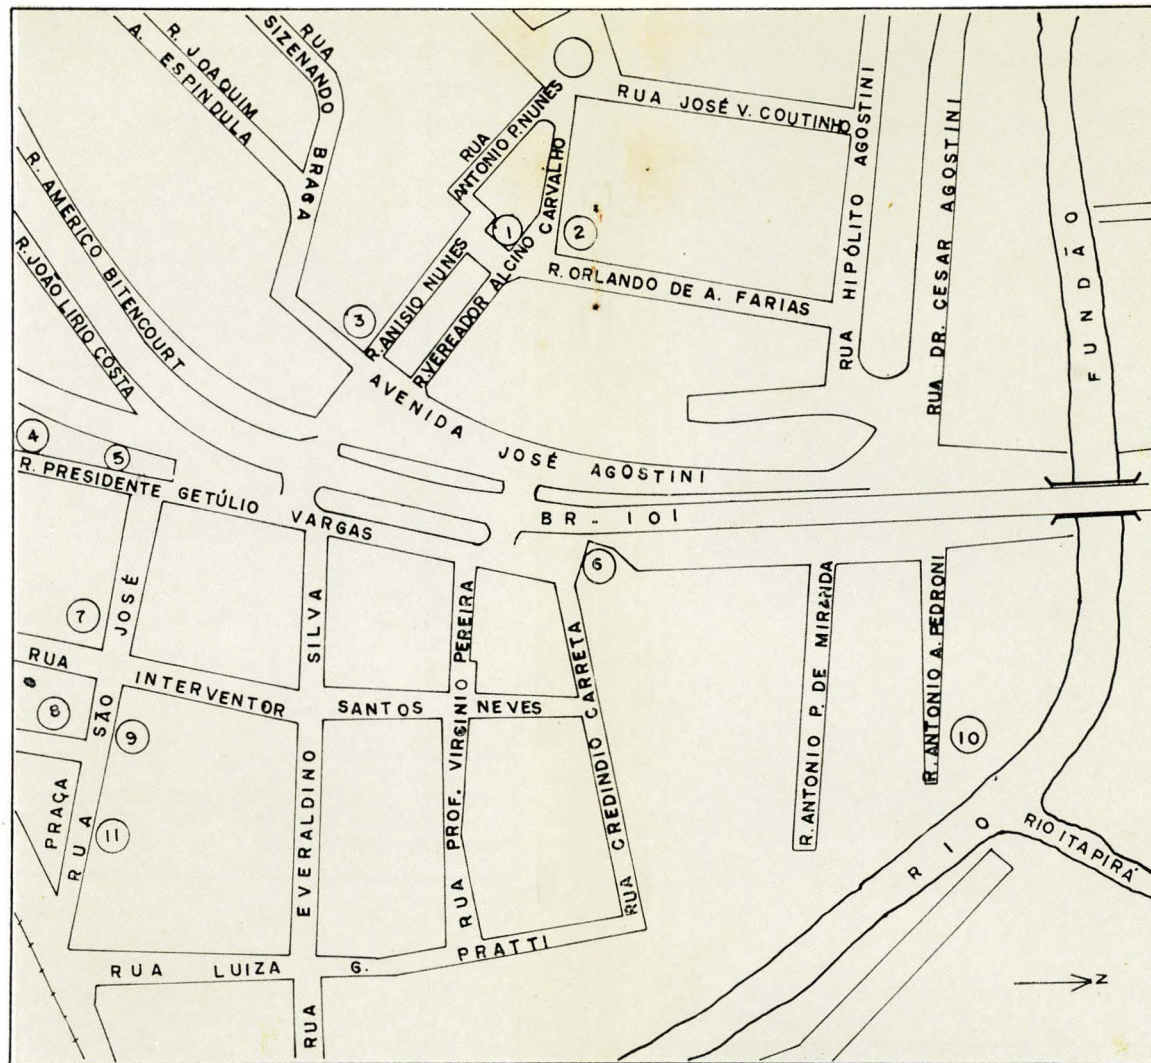 R. JOAQUIM
A. ESPINDULA
RUA
SIZENANDO BRAGA
R. AMÉRICO BITENCOURT
R. JOÃO LIRIO COSTA
RUA
ANTONIO P. NUNES
RUA JOSÉ V. COUTINHO
RUA HIPÓLITO AGOSTINI
RUA DR. CESAR AGOSTINI
1
R. VEREADOR ALCINO CARVALHO
2
R. ORLANDO DE A. FARIAS
3
R. ANISIO NUNES
AVENIDA JOSÉ AGOSTINI
BR - 101
4
5
R. PRESIDENTE GETÚLIO VARGAS
6
7
RUA INTERVENTOR SANTOS NEVES
8
9
10
11
PRAÇA
RUA SÃO JOSÉ
RUA EVERALDINO SILVA
RUA PROF. VIRGINIO PEREIRA
RUA CREDINDIO CARRETA
R. ANTONIO P. DE MIRANDA
R. ANTONIO A. PEDRONI
RUA LUIZA G. PRATTI
RIO FUNDÃO
RIO ITAPIRÁ
N